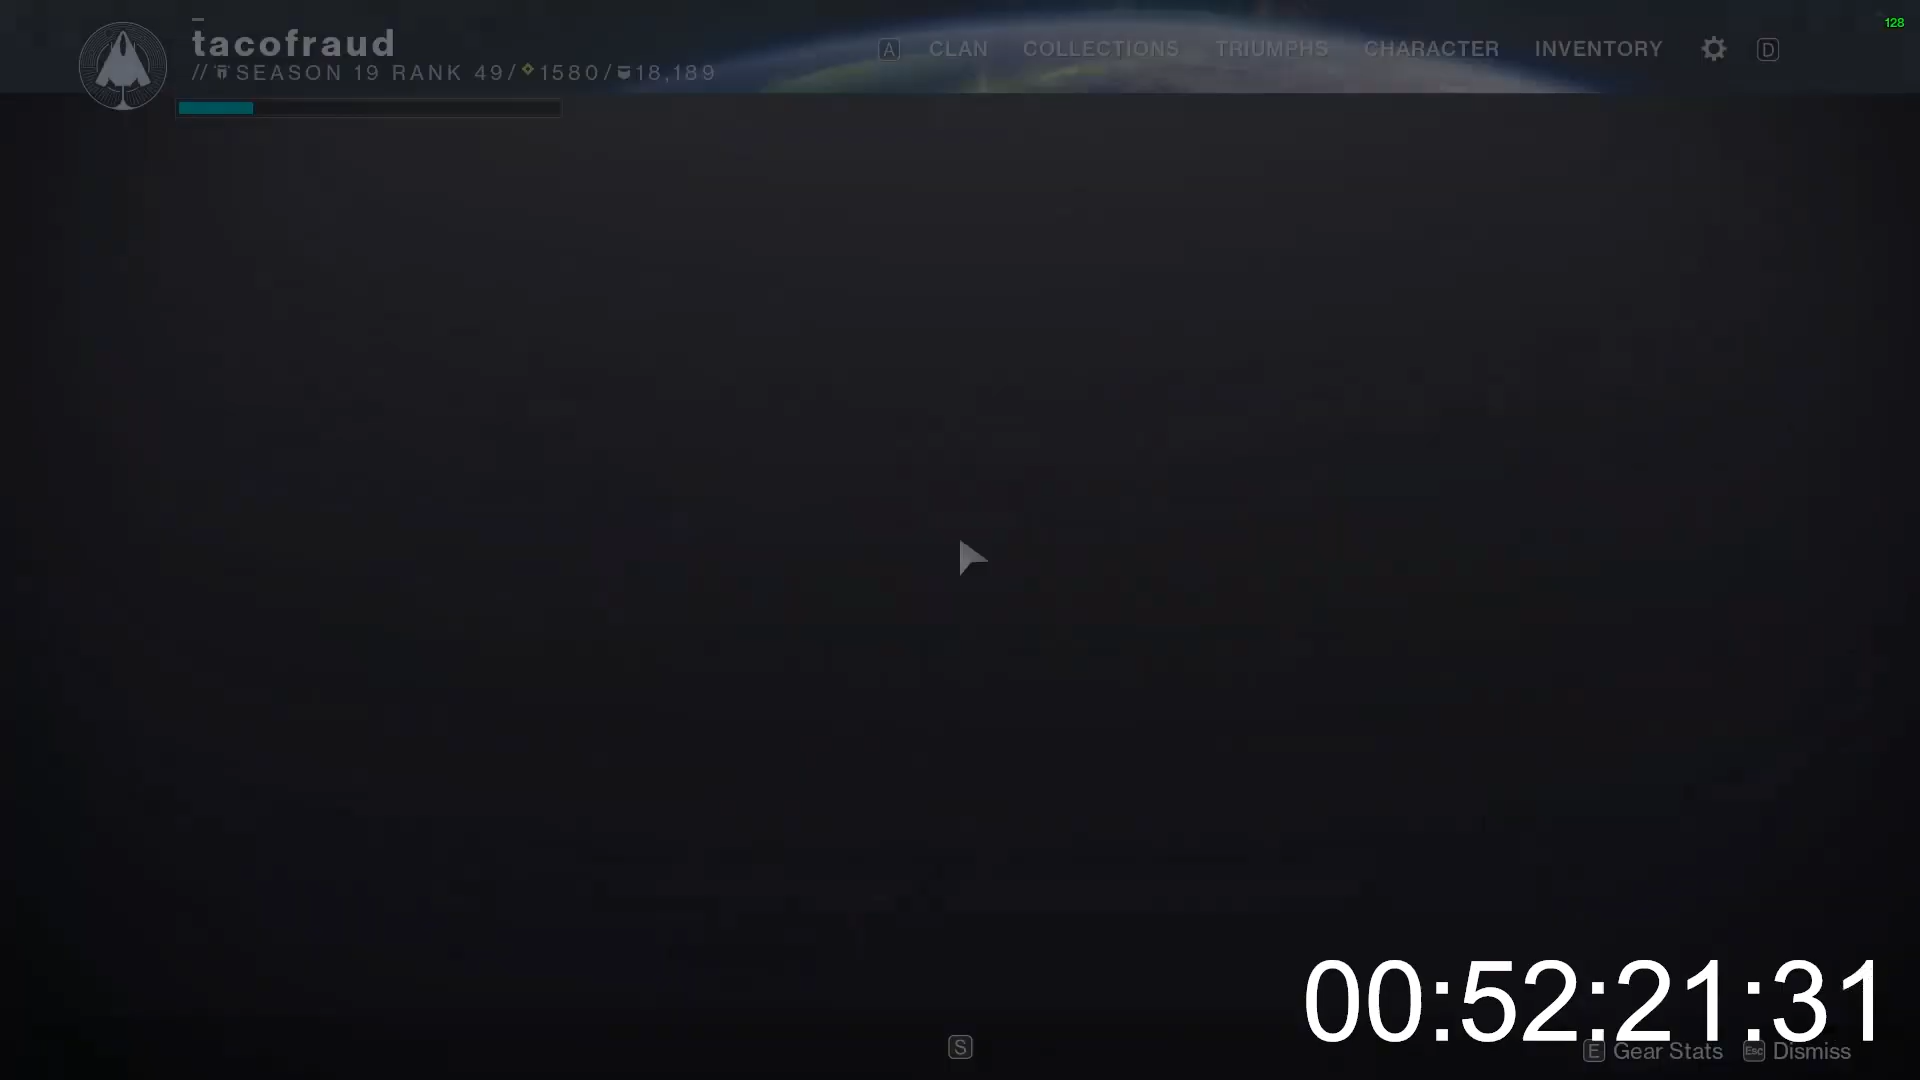 128
tacofraud
A CLAN COLLECTIONS TRIUMPHS CHARACTER INVENTORY D
// SEASON 19 RANK 49/ 1580/ 18,189
00:52:21:31
S
E Gear Stats Esc Dismiss